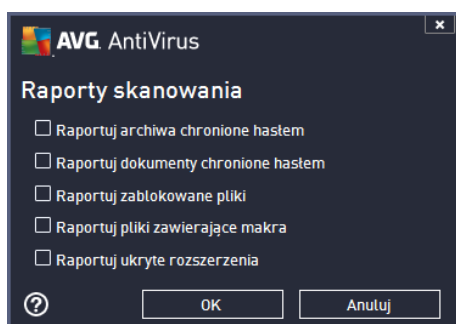 AVG AntiVirus
Raporty skanowania
Raportuj archiwa chronione hasłem
Raportuj dokumenty chronione hasłem
Raportuj zablokowane pliki
Raportuj pliki zawierające makra
Raportuj ukryte rozszerzenia
? OK Anuluj